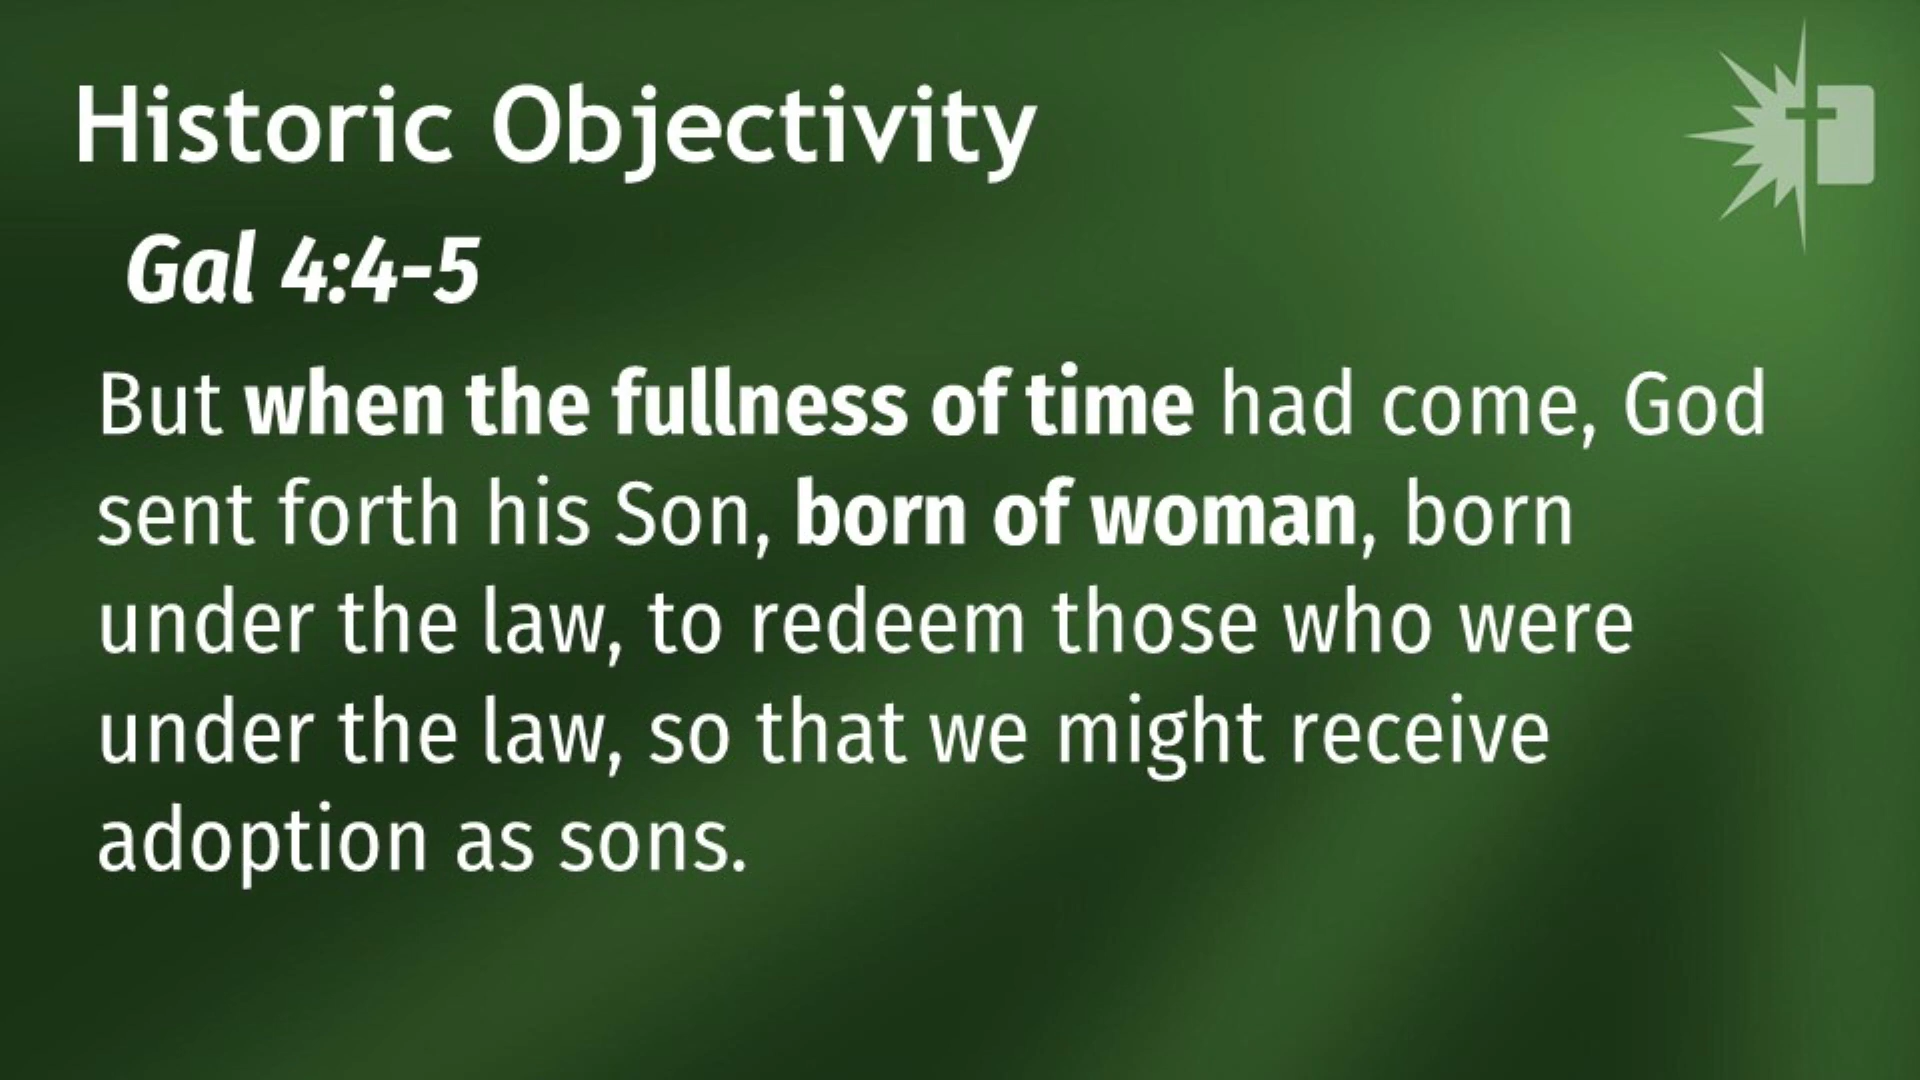 Historic Objectivity
Gal 4:4-5
But when the fullness of time had come, God
sent forth his Son, born of woman, born
under the law, to redeem those who were
under the law, so that we might receive
adoption as sons.